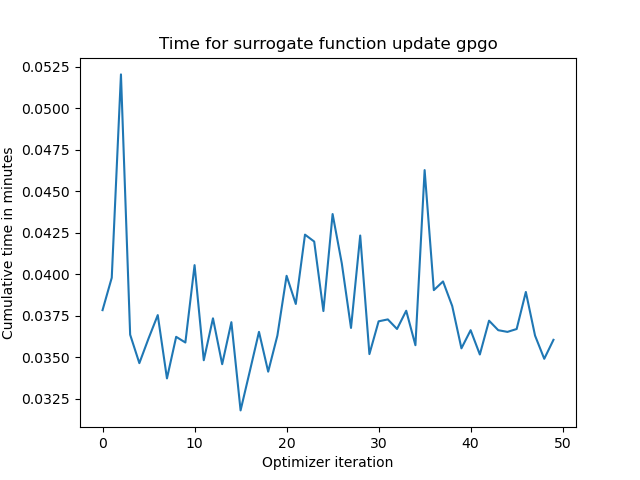 Time for surrogate function update gpgo
Cumulative time in minutes
0.0525
0.0500
0.0475
0.0450
0.0425
0.0400
0.0375
0.0350
0.0325
0 10 20 30 40 50
Optimizer iteration